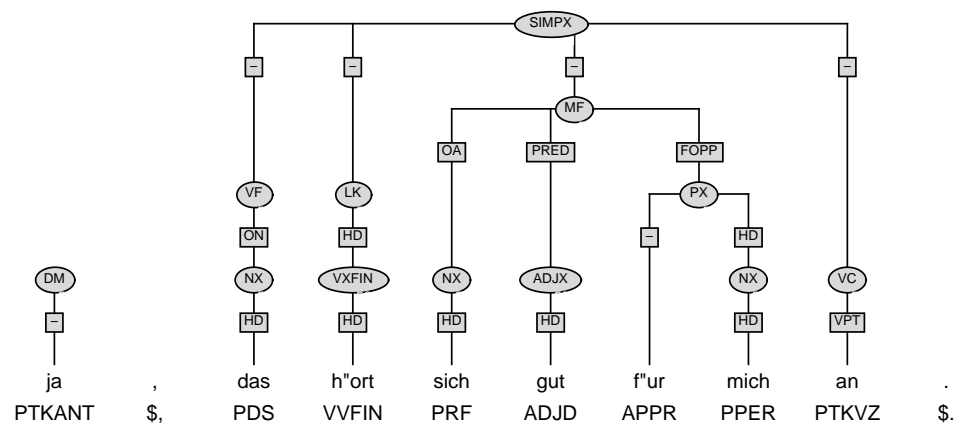 SIMPX
– – – –
MF
OA PRED FOPP
VF LK PX
ON HD – HD
DM NX VXFIN NX ADJX NX VC
– HD HD HD HD HD VPT
ja , das h"ort sich gut f"ur mich an .
PTKANT $, PDS VVFIN PRF ADJD APPR PPER PTKVZ $.